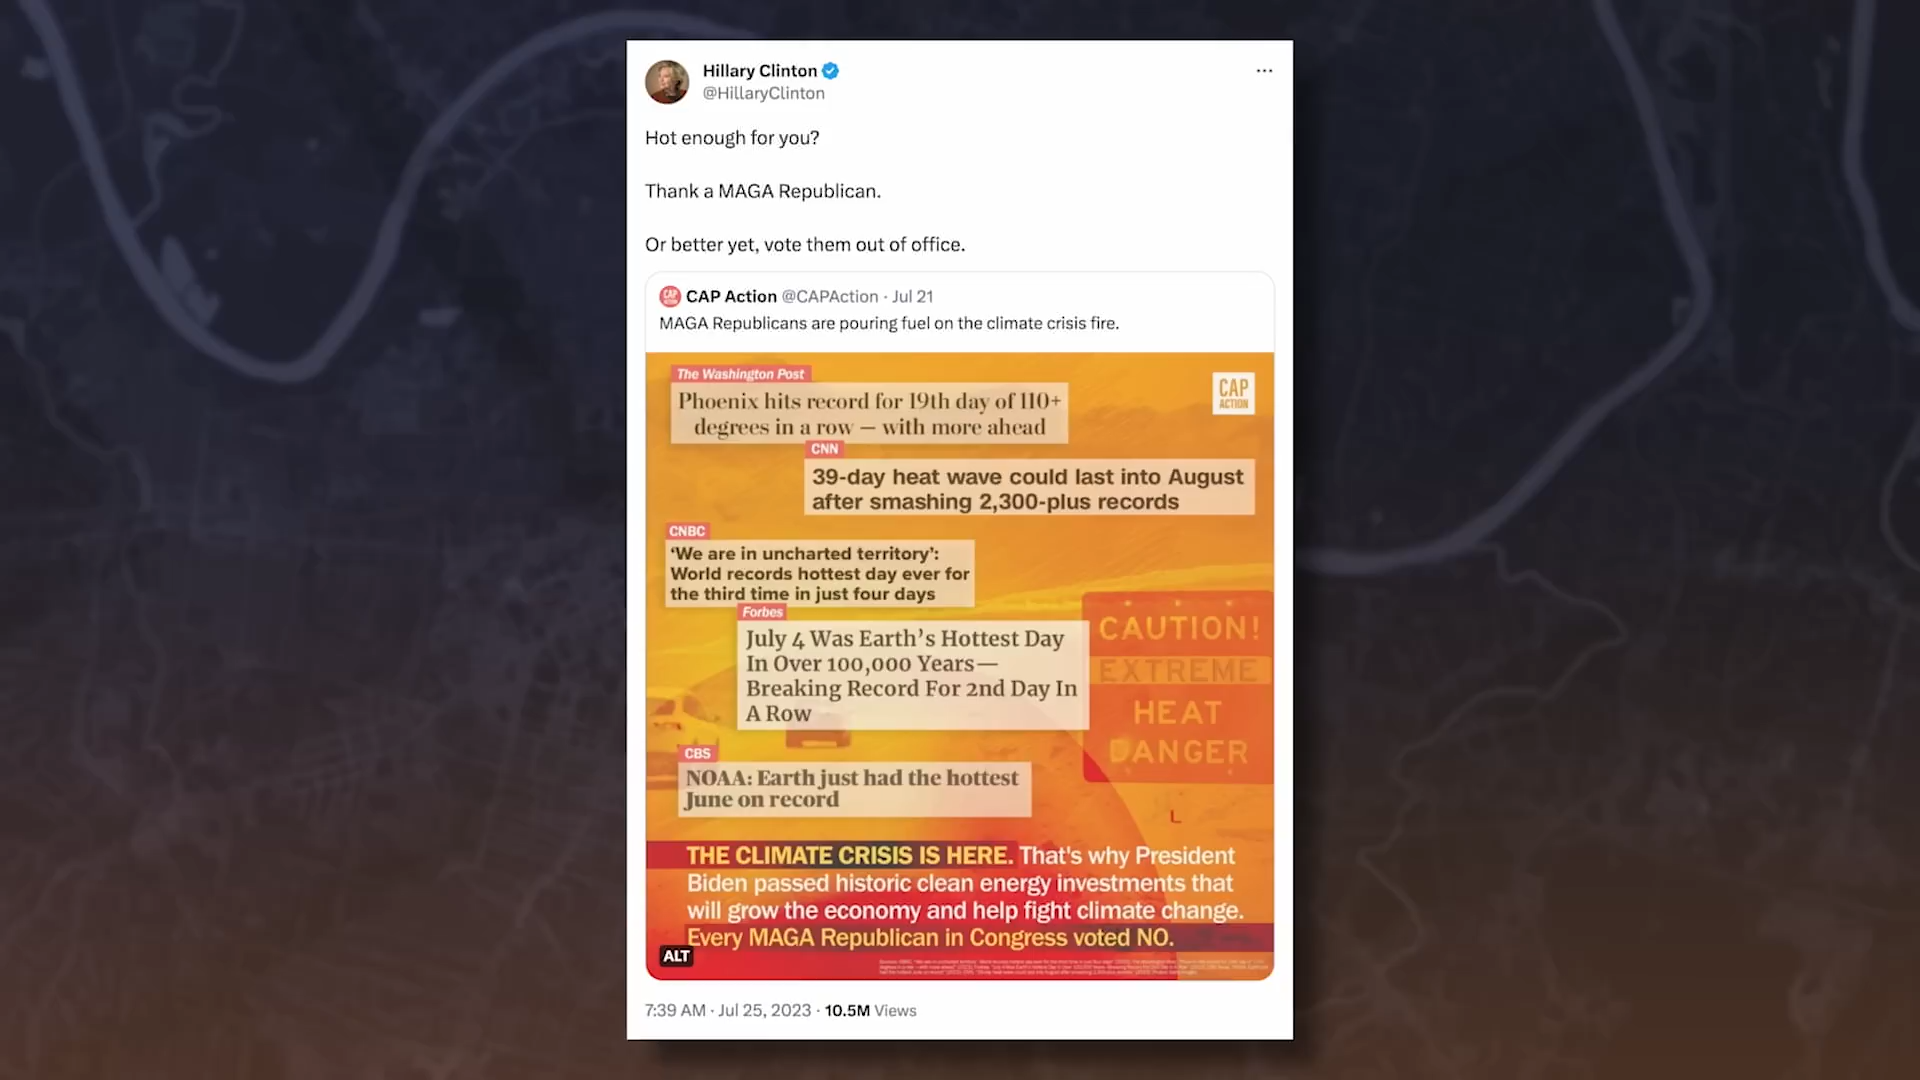 Hillary Clinton
@HillaryClinton
Hot enough for you?
Thank a MAGA Republican.
Or better yet, vote them out of office.
CAP Action @CAPAction · Jul 21
MAGA Republicans are pouring fuel on the climate crisis fire.
The Washington Post
Phoenix hits record for 19th day of 110+
degrees in a row — with more ahead
CAP
ACTION
CNN
39-day heat wave could last into August
after smashing 2,300-plus records
CNBC
‘We are in uncharted territory’:
World records hottest day ever for
the third time in just four days
Forbes
July 4 Was Earth’s Hottest Day
In Over 100,000 Years—
Breaking Record For 2nd Day In
A Row
CAUTION!
EXTREME
HEAT
DANGER
CBS
NOAA: Earth just had the hottest
June on record
THE CLIMATE CRISIS IS HERE. That's why President
Biden passed historic clean energy investments that
will grow the economy and help fight climate change.
Every MAGA Republican in Congress voted NO.
ALT
7:39 AM · Jul 25, 2023 · 10.5M Views